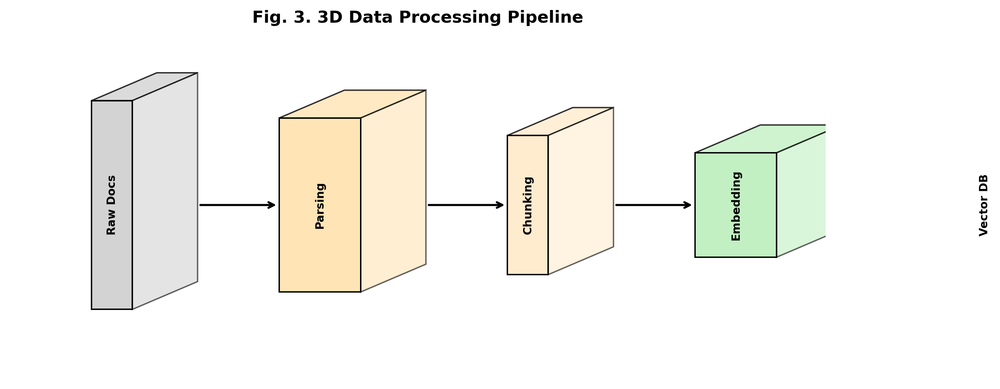 Fig. 3. 3D Data Processing Pipeline
Raw Docs
Parsing
Chunking
Embedding
Vector DB